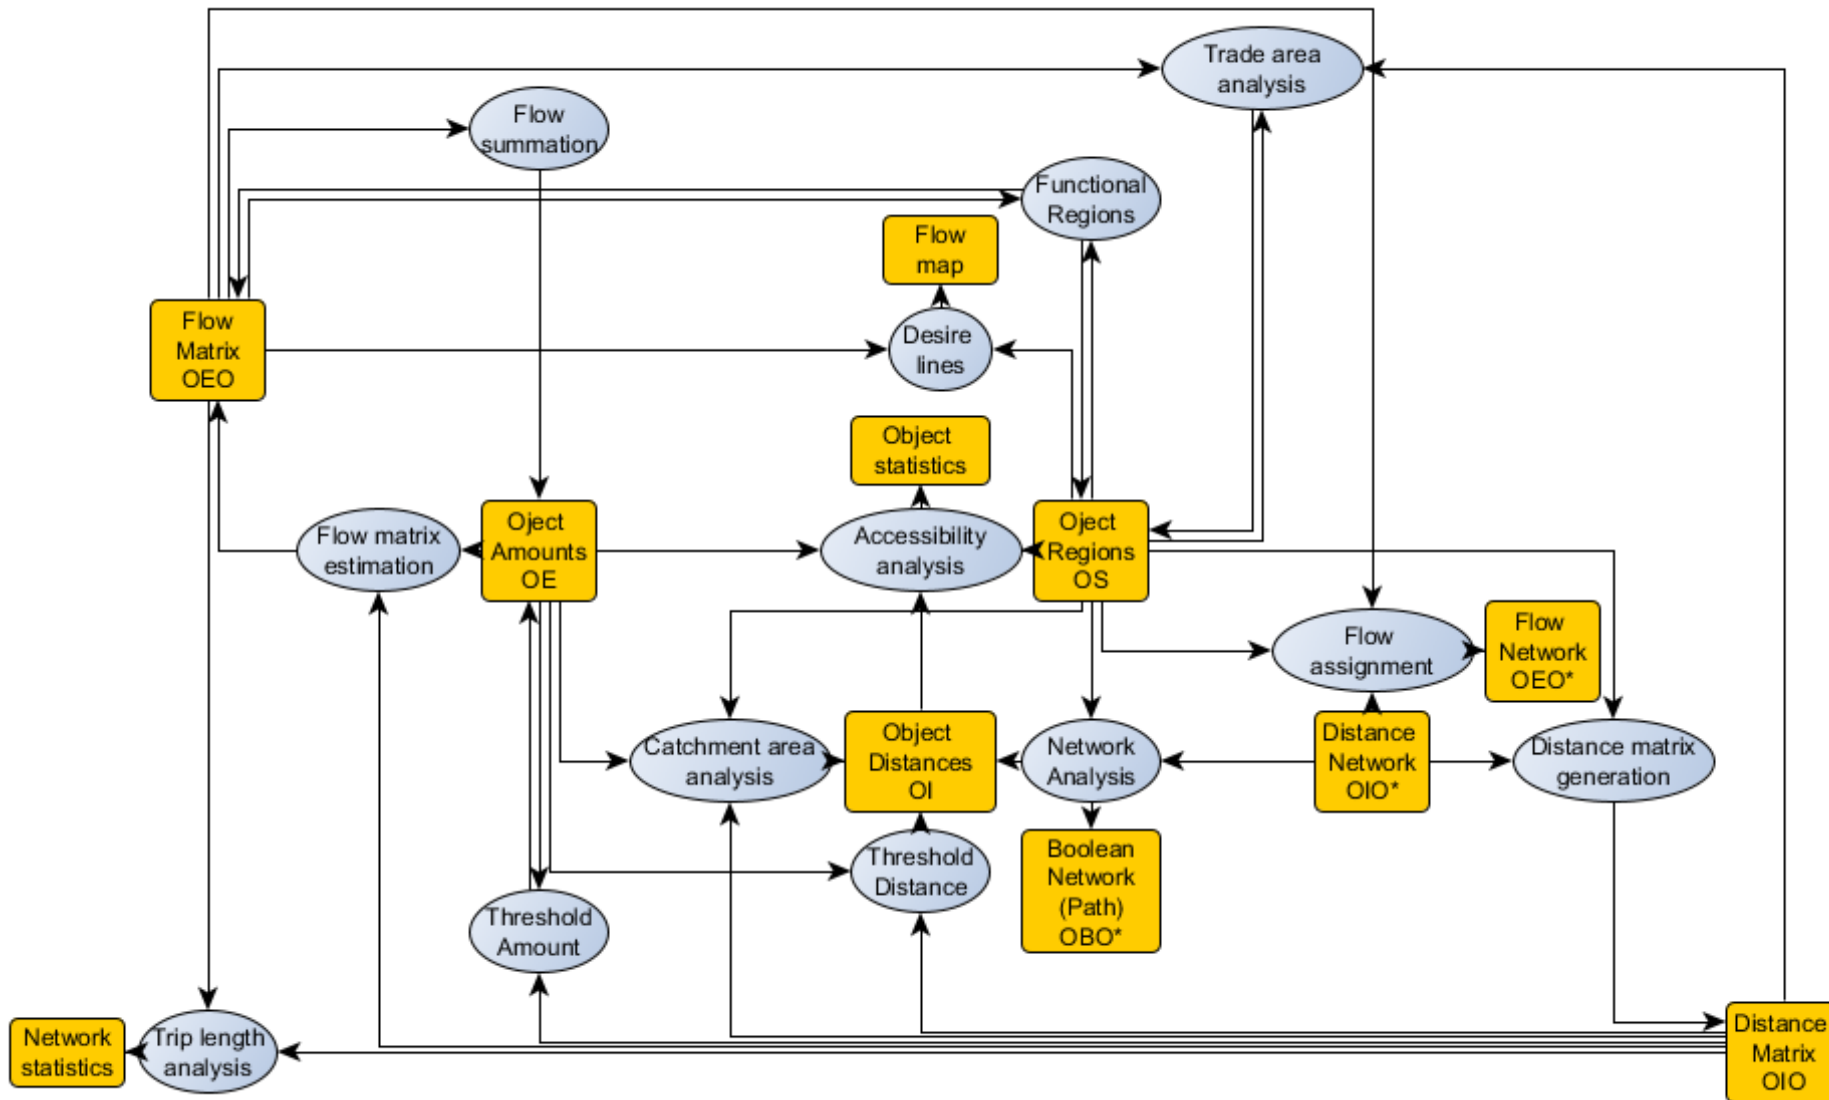 Trade area
analysis
Flow
summation
Functional
Regions
Flow
map
Flow
Matrix
OEO
Desire
lines
Object
statistics
Flow matrix
estimation
Oject
Amounts
OE
Accessibility
analysis
Oject
Regions
OS
Flow
assignment
Flow
Network
OEO*
Catchment area
analysis
Object
Distances
OI
Network
Analysis
Distance
Network
OIO*
Distance matrix
generation
Threshold
Distance
Boolean
Network
(Path)
OBO*
Threshold
Amount
Network
statistics
Trip length
analysis
Distance
Matrix
OIO